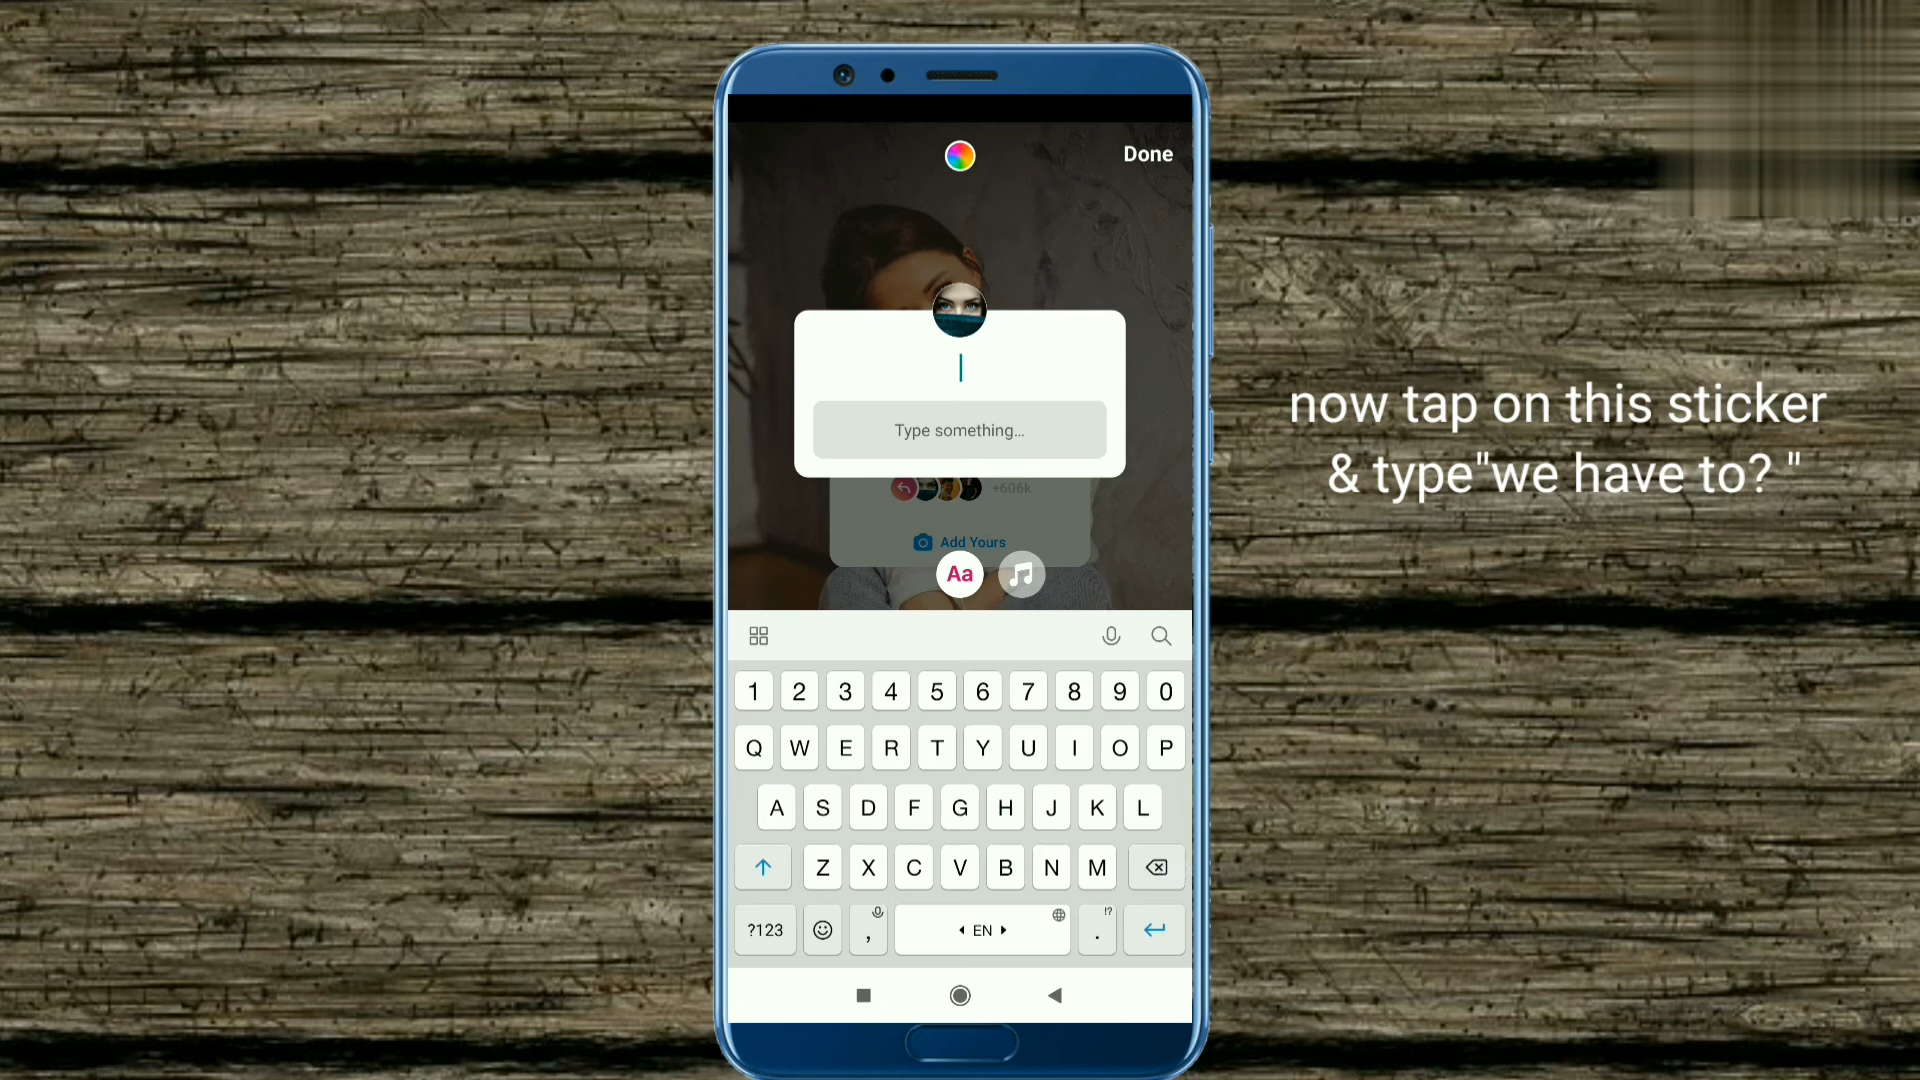 Done
Type something...
+606k
Add Yours
Aa
now tap on this sticker
& type"we have to? "
1 2 3 4 5 6 7 8 9 0
Q W E R T Y U I O P
A S D F G H J K L
Z X C V B N M
?123 , EN . !?